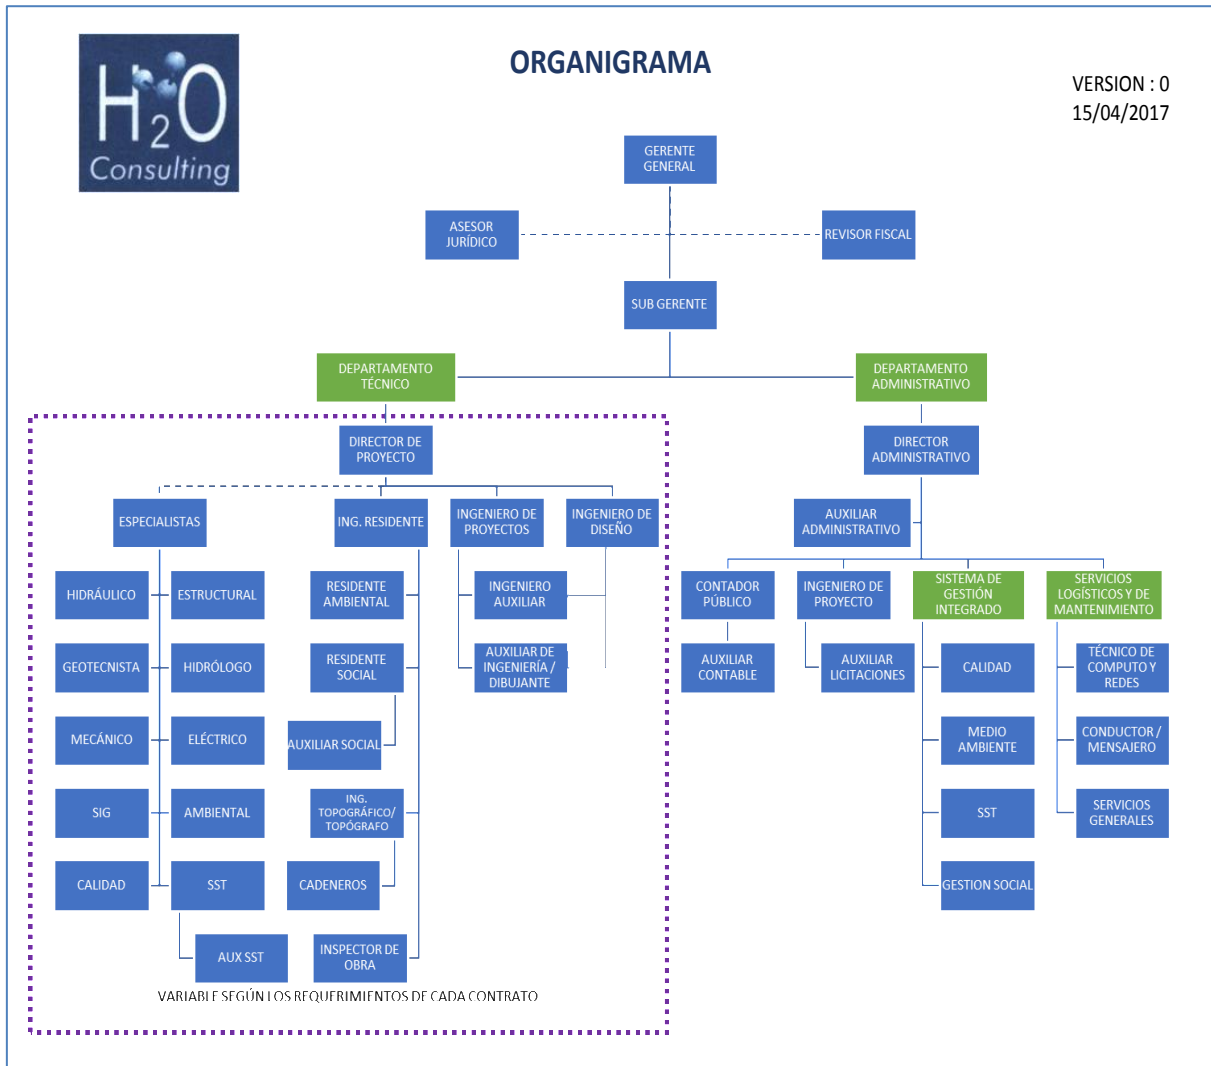 H2O
Consulting
ORGANIGRAMA
VERSION : 0
15/04/2017
GERENTE
GENERAL
ASESOR
JURÍDICO
REVISOR FISCAL
SUB GERENTE
DEPARTAMENTO
TÉCNICO
DEPARTAMENTO
ADMINISTRATIVO
DIRECTOR DE
PROYECTO
DIRECTOR
ADMINISTRATIVO
ESPECIALISTAS
ING. RESIDENTE
INGENIERO DE
PROYECTOS
INGENIERO DE
DISEÑO
AUXILIAR
ADMINISTRATIVO
HIDRÁULICO
ESTRUCTURAL
RESIDENTE
AMBIENTAL
INGENIERO
AUXILIAR
CONTADOR
PÚBLICO
INGENIERO DE
PROYECTO
SISTEMA DE
GESTIÓN
INTEGRADO
SERVICIOS
LOGÍSTICOS Y DE
MANTENIMIENTO
GEOTECNISTA
HIDRÓLOGO
RESIDENTE
SOCIAL
AUXILIAR DE
INGENIERÍA /
DIBUJANTE
AUXILIAR
CONTABLE
AUXILIAR
LICITACIONES
CALIDAD
TÉCNICO DE
COMPUTO Y
REDES
MECÁNICO
ELÉCTRICO
AUXILIAR SOCIAL
MEDIO
AMBIENTE
CONDUCTOR /
MENSAJERO
SIG
AMBIENTAL
ING.
TOPOGRÁFICO/
TOPÓGRAFO
SST
SERVICIOS
GENERALES
CALIDAD
SST
CADENEROS
GESTION SOCIAL
AUX SST
INSPECTOR DE
OBRA
VARIABLE SEGÚN LOS REQUERIMIENTOS DE CADA CONTRATO